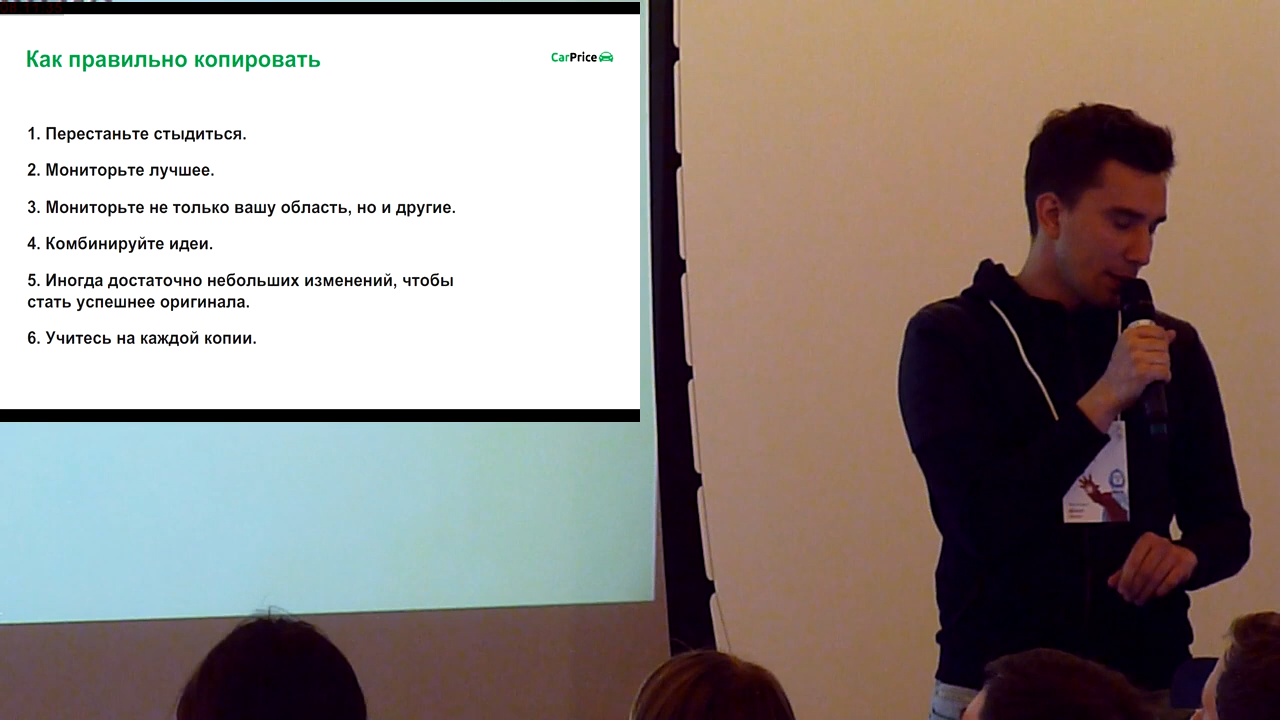 Как правильно копировать
CarPrice
1. Перестаньте стыдиться.
2. Мониторьте лучшее.
3. Мониторьте не только вашу область, но и другие.
4. Комбинируйте идеи.
5. Иногда достаточно небольших изменений, чтобы
стать успешнее оригинала.
6. Учитесь на каждой копии.